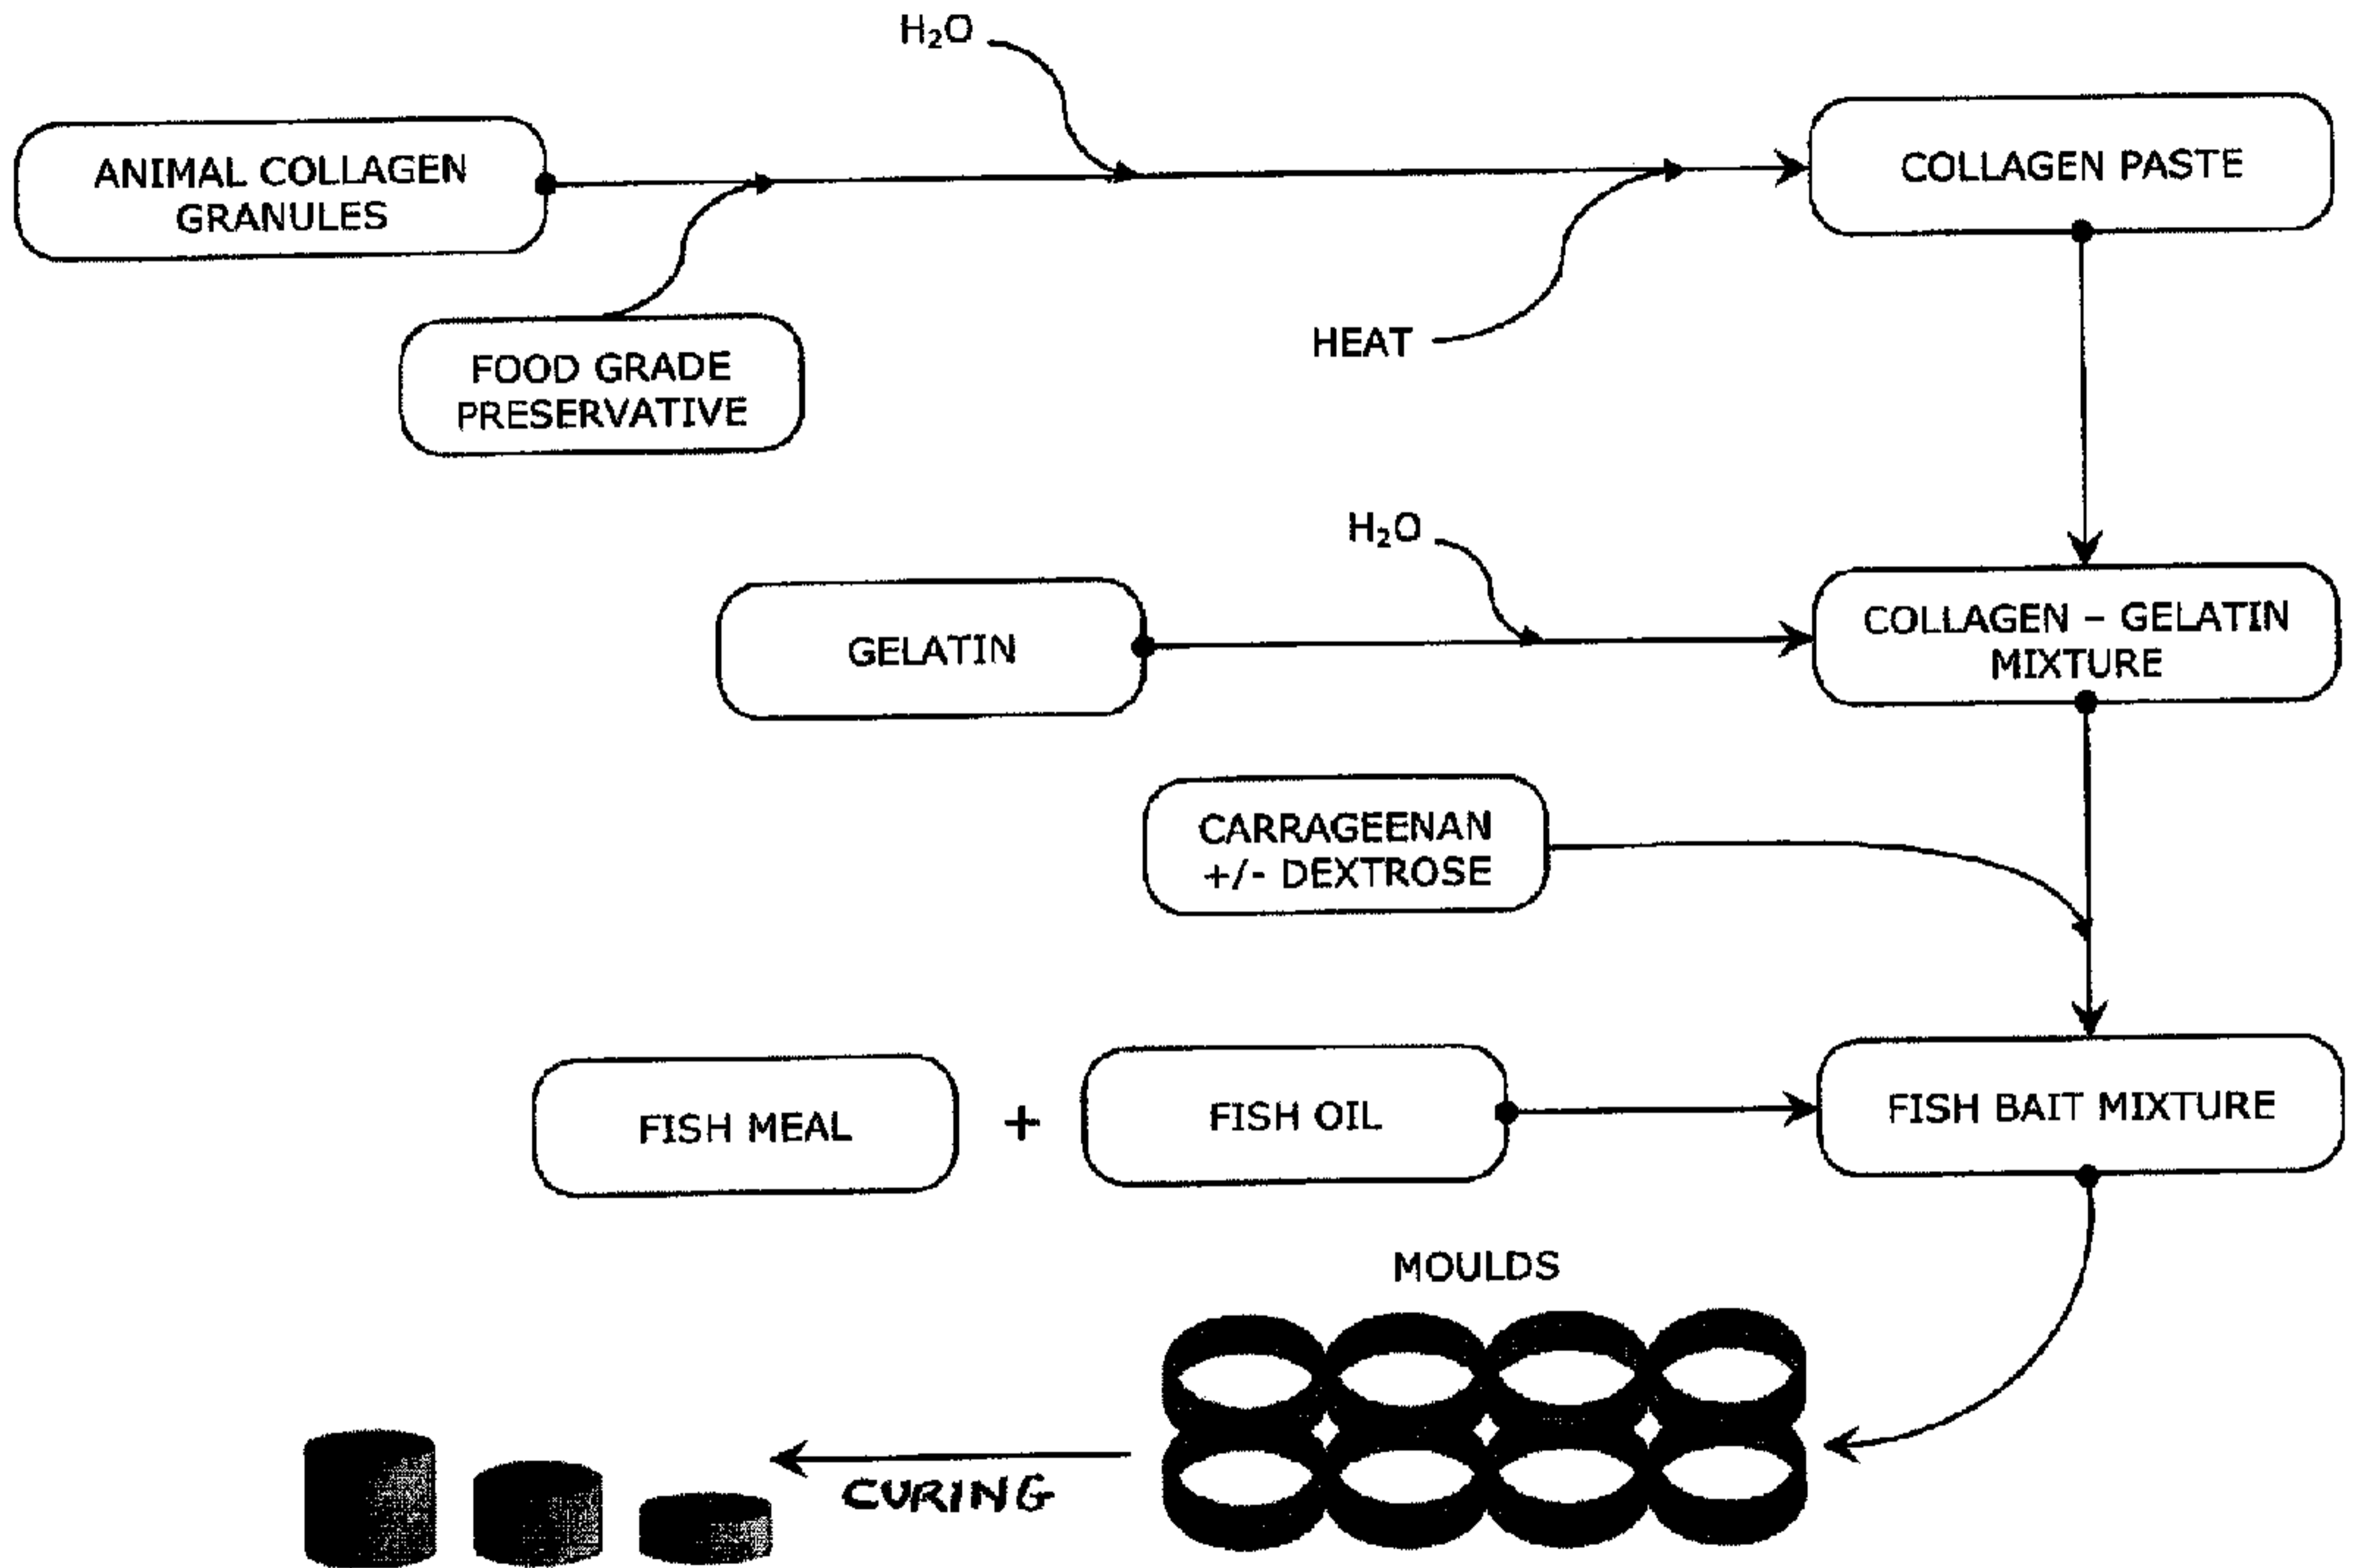 H₂O
ANIMAL COLLAGEN
GRANULES
COLLAGEN PASTE
FOOD GRADE
PRESERVATIVE
HEAT
H₂O
GELATIN
COLLAGEN – GELATIN
MIXTURE
CARRAGEENAN
+/- DEXTROSE
FISH MEAL
+
FISH OIL
FISH BAIT MIXTURE
MOULDS
CURING